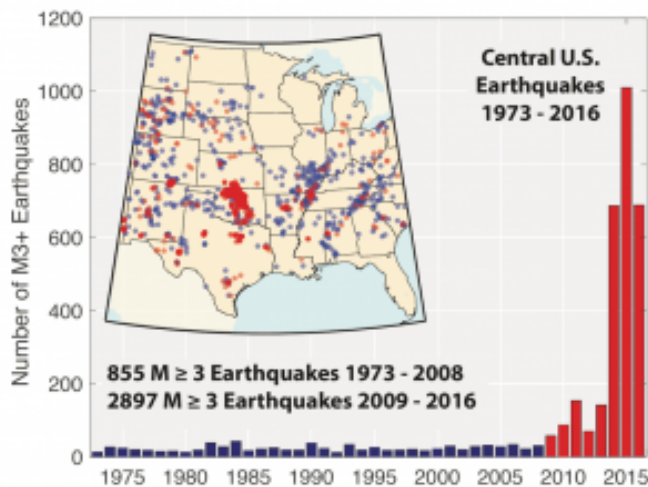 1200
1000
800
600
400
200
0
Number of M3+ Earthquakes
Central U.S.
Earthquakes
1973 - 2016
855 M ≥ 3 Earthquakes 1973 - 2008
2897 M ≥ 3 Earthquakes 2009 - 2016
1975 1980 1985 1990 1995 2000 2005 2010 2015